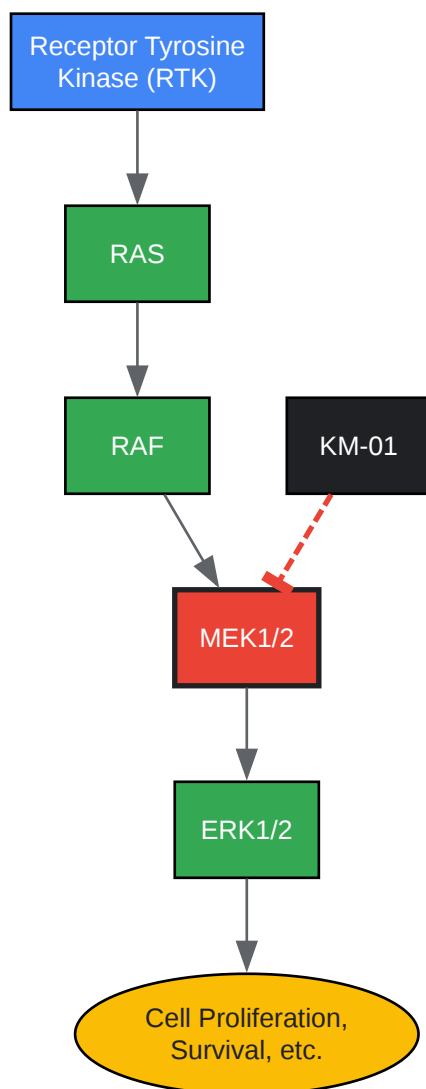 Receptor Tyrosine
Kinase (RTK)
RAS
RAF
KM-01
MEK1/2
ERK1/2
Cell Proliferation,
Survival, etc.